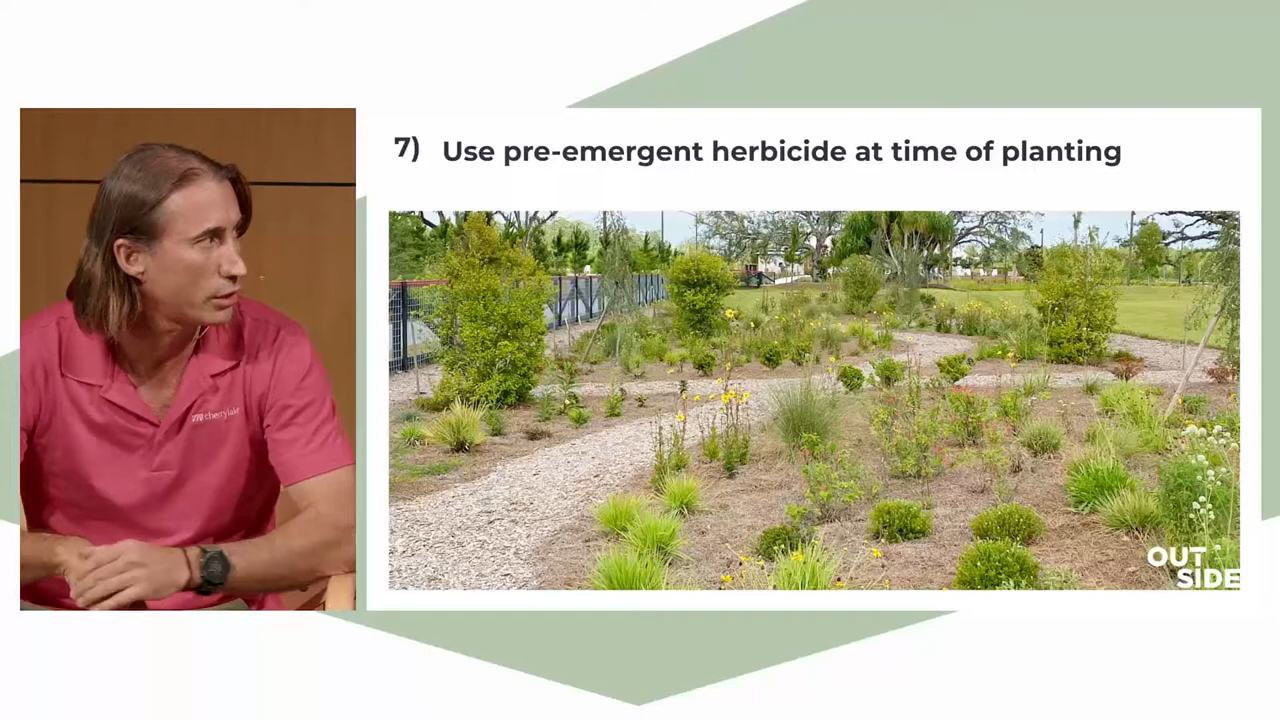 7) Use pre-emergent herbicide at time of planting
cherrylake
OUT
SIDE